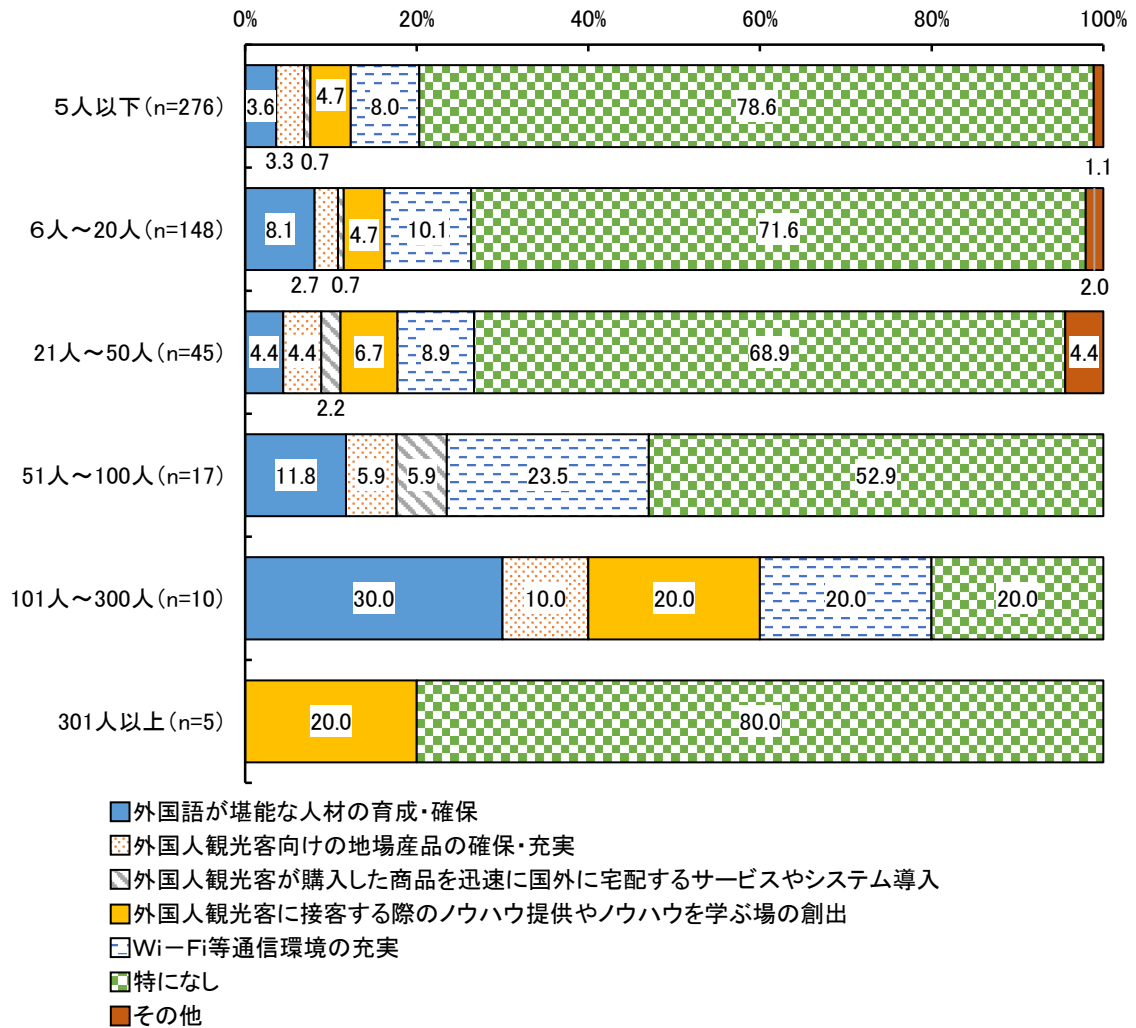 0% 20% 40% 60% 80% 100%
5人以下(n=276) 3.6 4.7 8.0 78.6
3.3 0.7 1.1
6人～20人(n=148) 8.1 4.7 10.1 71.6
2.7 0.7 2.0
21人～50人(n=45) 4.4 4.4 6.7 8.9 68.9 4.4
2.2
51人～100人(n=17) 11.8 5.9 5.9 23.5 52.9
101人～300人(n=10) 30.0 10.0 20.0 20.0 20.0
301人以上(n=5) 20.0 80.0
外国語が堪能な人材の育成・確保
外国人観光客向けの地場産品の確保・充実
外国人観光客が購入した商品を迅速に国外に宅配するサービスやシステム導入
外国人観光客に接客する際のノウハウ提供やノウハウを学ぶ場の創出
Wi－Fi等通信環境の充実
特になし
その他